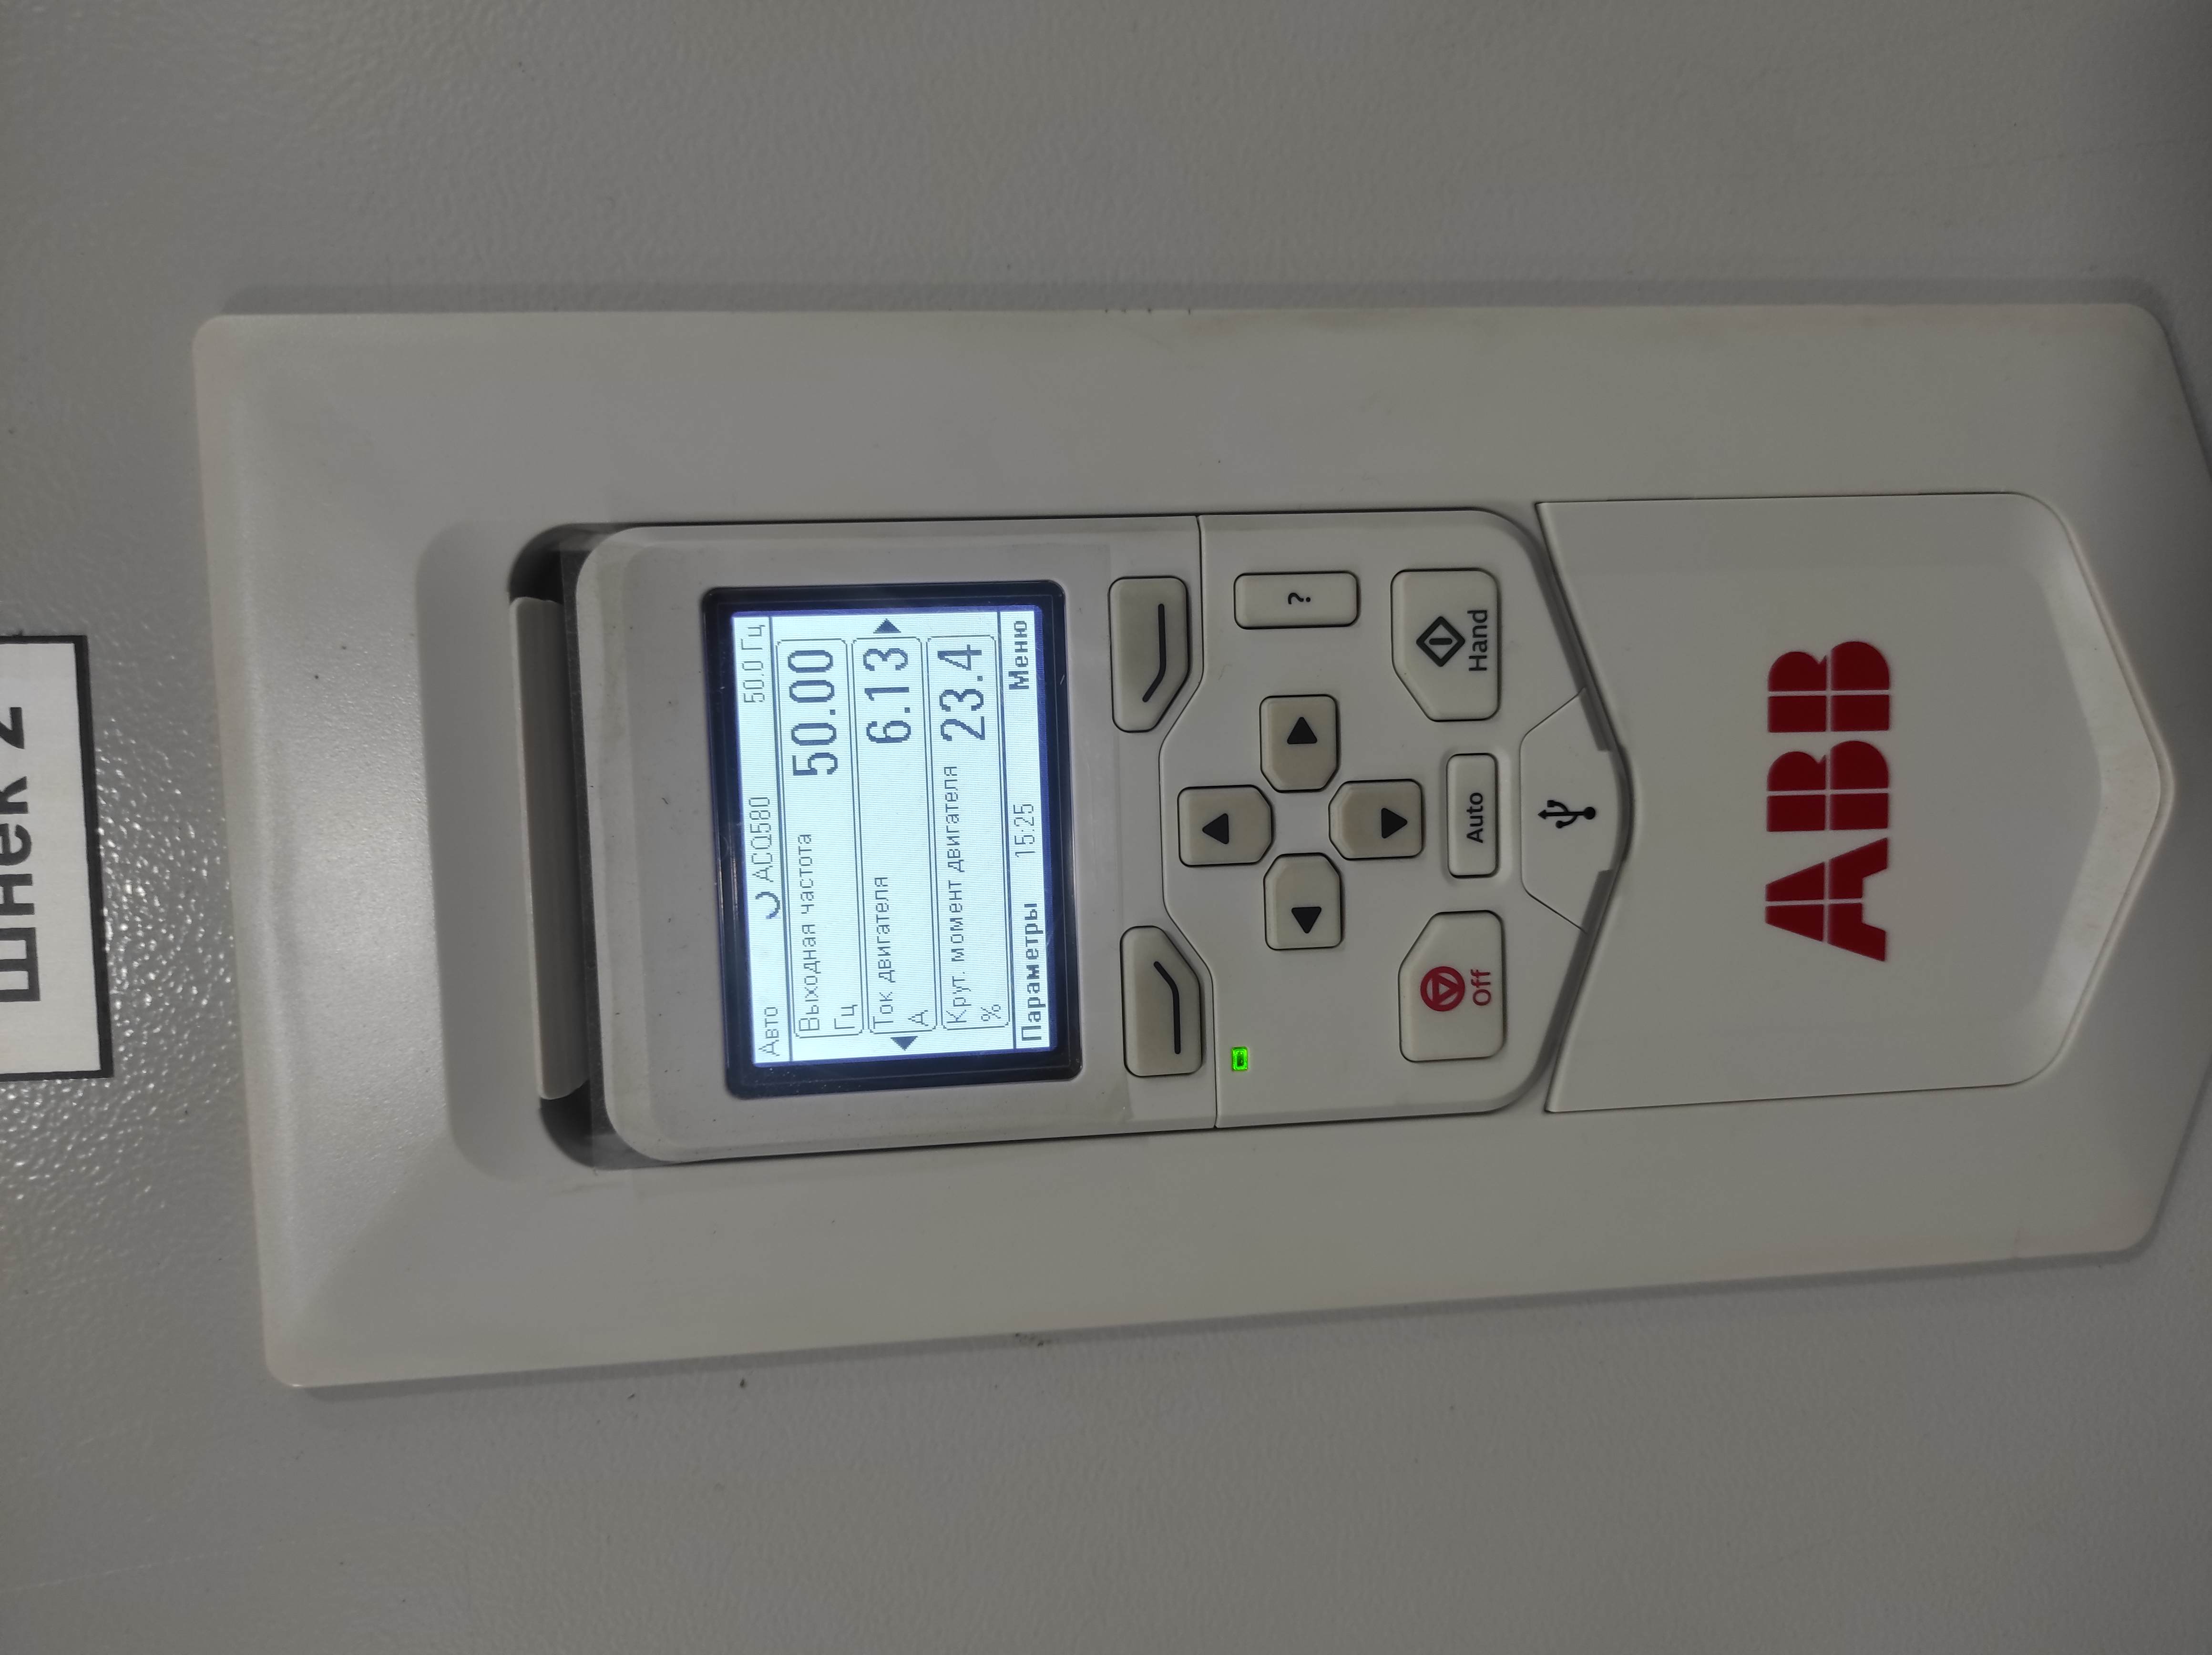 Шнек 2
Авто ACQ580 50.0 Гц
Выходная частота 50.00
Гц
Ток двигателя 6.13
А
Крут. момент двигателя 23.4
%
Параметры 15:25 Меню
?
Off Auto Hand
ABB